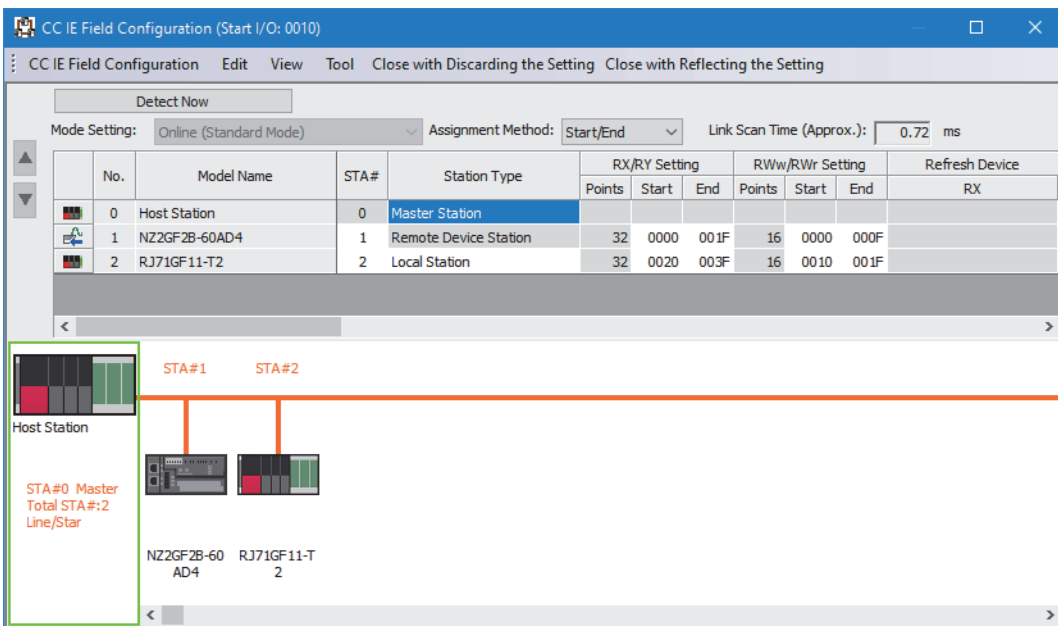 CC IE Field Configuration (Start I/O: 0010)
CC IE Field Configuration Edit View Tool Close with Discarding the Setting Close with Reflecting the Setting
Detect Now
Mode Setting: Online (Standard Mode) Assignment Method: Start/End Link Scan Time (Approx.): 0.72 ms
No. Model Name STA# Station Type RX/RY Setting RWw/RWr Setting Refresh Device
Points Start End Points Start End RX
0 Host Station 0 Master Station
1 NZ2GF2B-60AD4 1 Remote Device Station 32 0000 001F 16 0000 000F
2 RJ71GF11-T2 2 Local Station 32 0020 003F 16 0010 001F
STA#1 STA#2
Host Station
STA#0 Master
Total STA#:2
Line/Star
NZ2GF2B-60 RJ71GF11-T
AD4 2